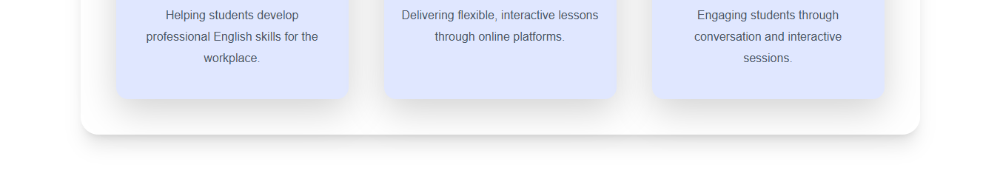 Helping students develop
professional English skills for the
workplace.
Delivering flexible, interactive lessons
through online platforms.
Engaging students through
conversation and interactive
sessions.